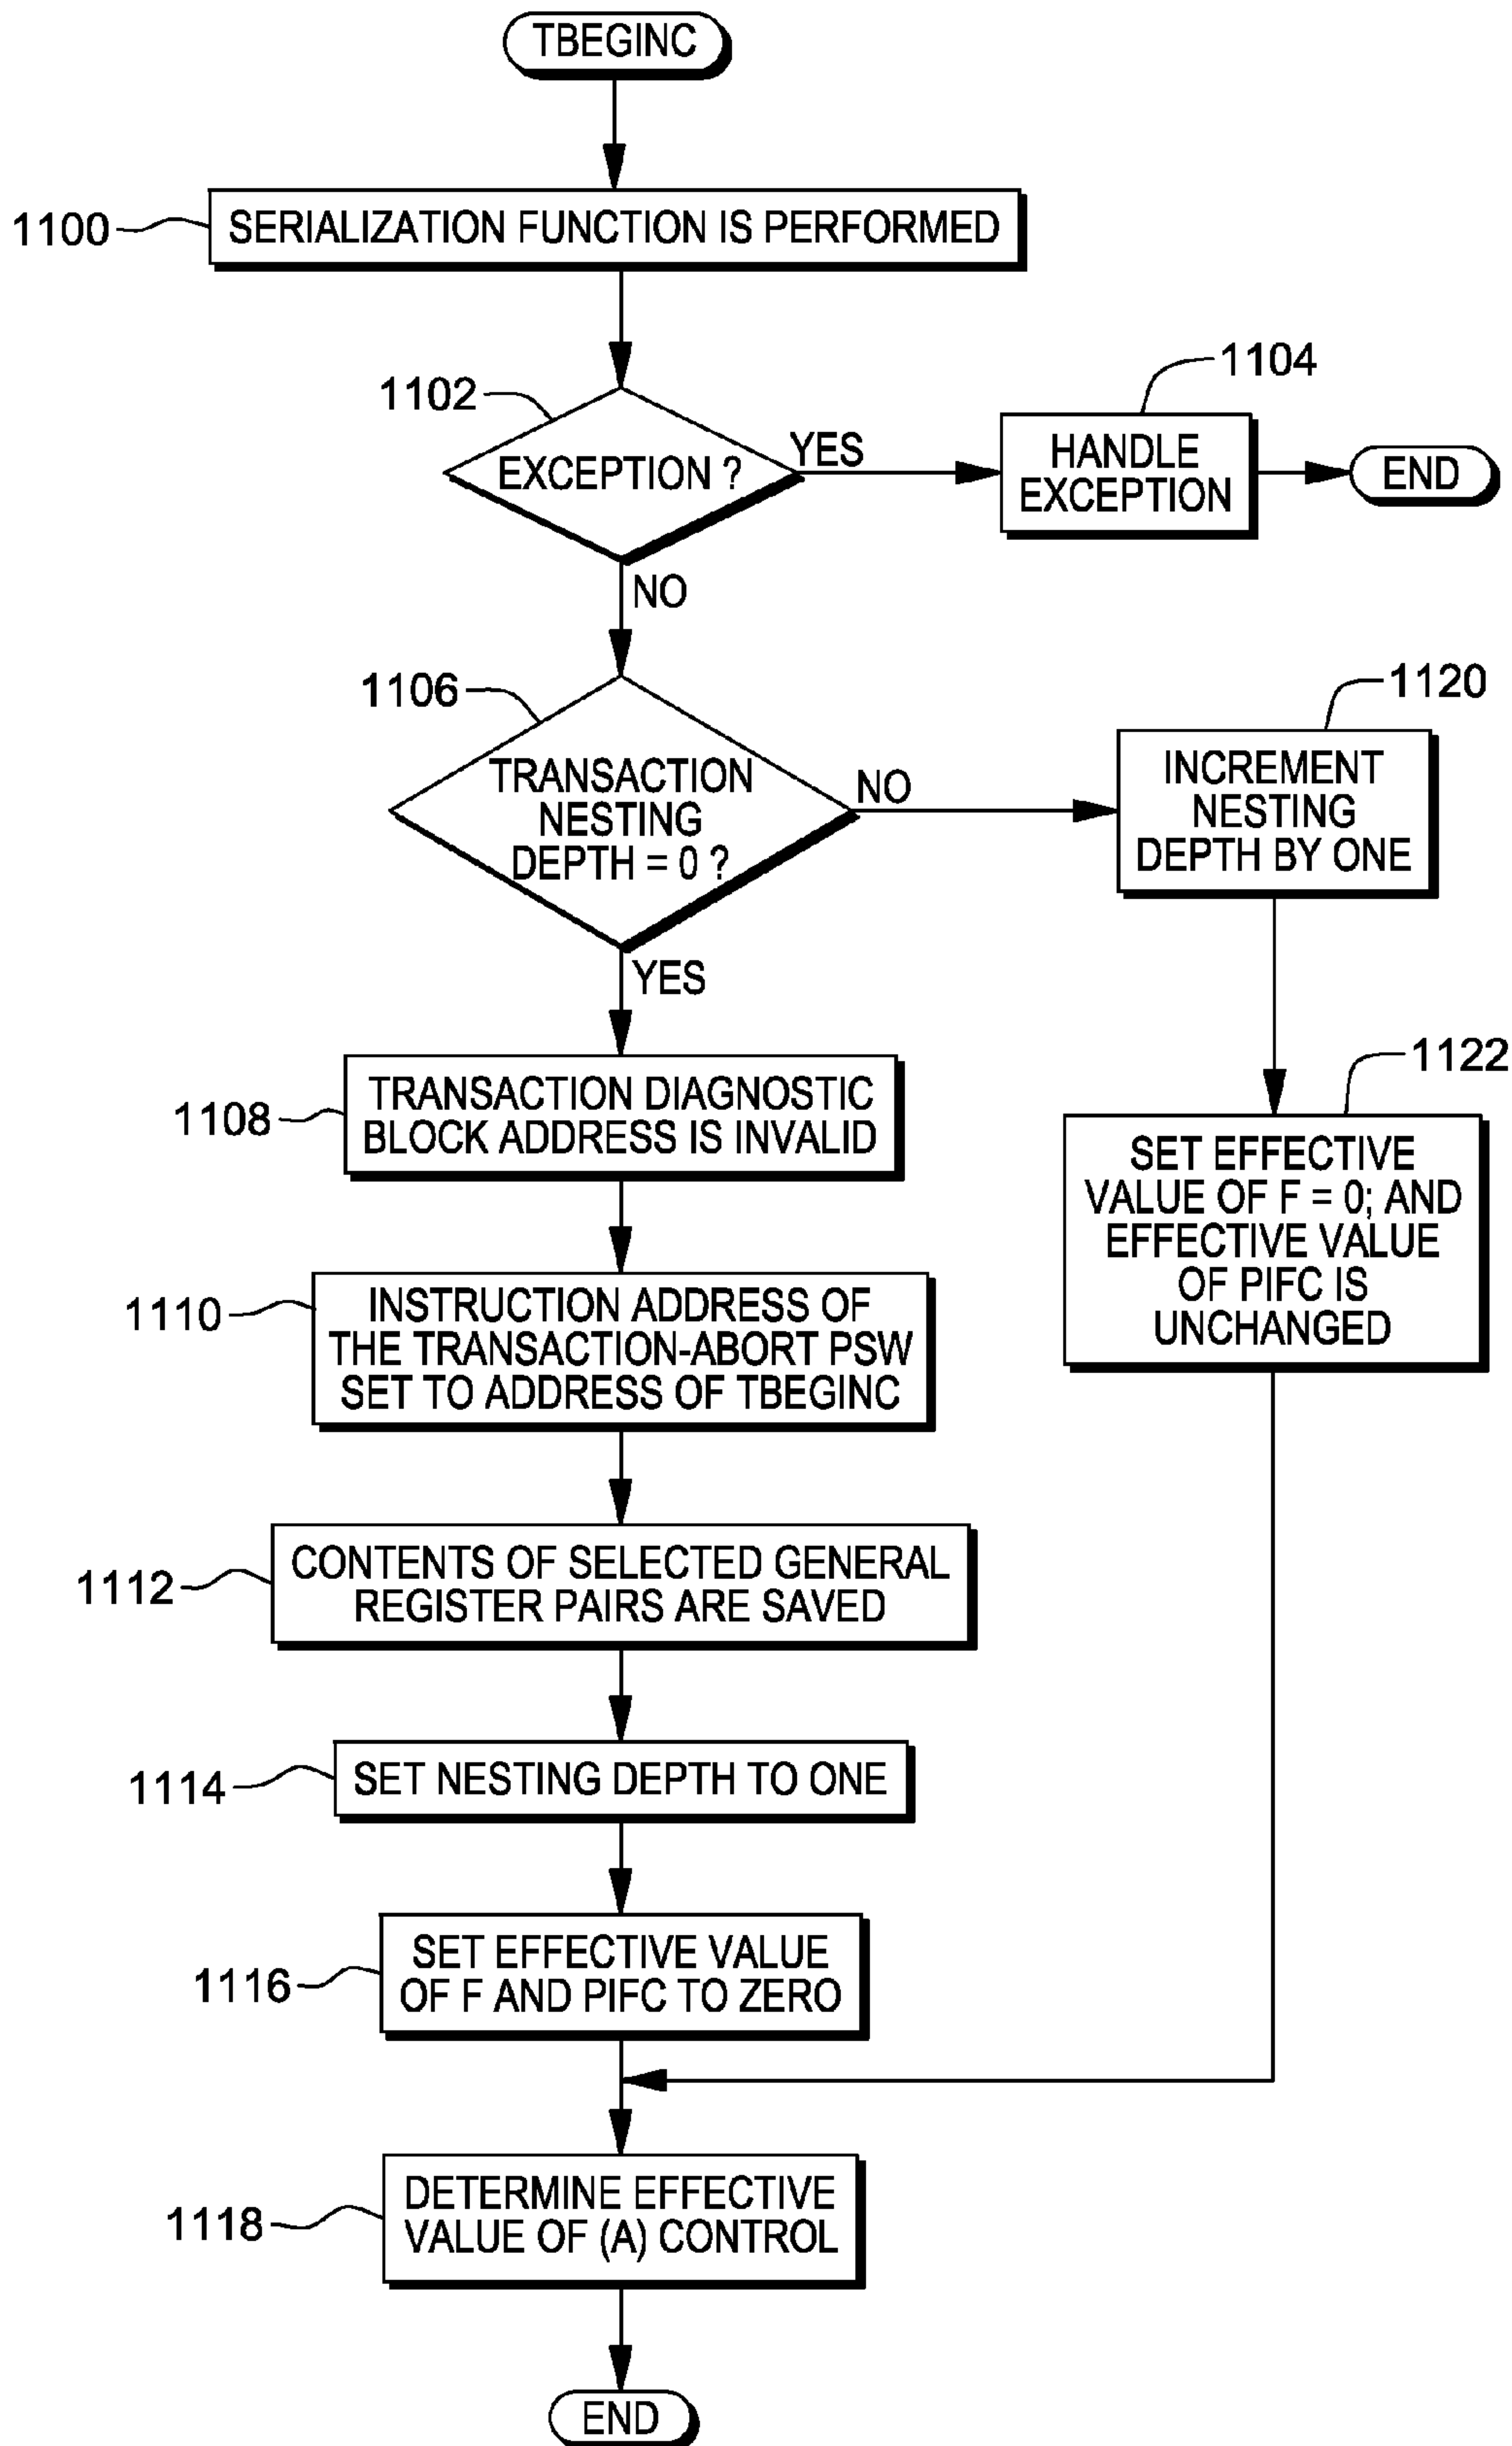 TBEGINC
1100
SERIALIZATION FUNCTION IS PERFORMED
1102
EXCEPTION ?
YES
1104
HANDLE
EXCEPTION
END
NO
1106
TRANSACTION
NESTING
DEPTH = 0 ?
NO
1120
INCREMENT
NESTING
DEPTH BY ONE
YES
1108
TRANSACTION DIAGNOSTIC
BLOCK ADDRESS IS INVALID
1122
SET EFFECTIVE
VALUE OF F = 0; AND
EFFECTIVE VALUE
OF PIFC IS
UNCHANGED
1110
INSTRUCTION ADDRESS OF
THE TRANSACTION-ABORT PSW
SET TO ADDRESS OF TBEGINC
1112
CONTENTS OF SELECTED GENERAL
REGISTER PAIRS ARE SAVED
1114
SET NESTING DEPTH TO ONE
1116
SET EFFECTIVE VALUE
OF F AND PIFC TO ZERO
1118
DETERMINE EFFECTIVE
VALUE OF (A) CONTROL
END